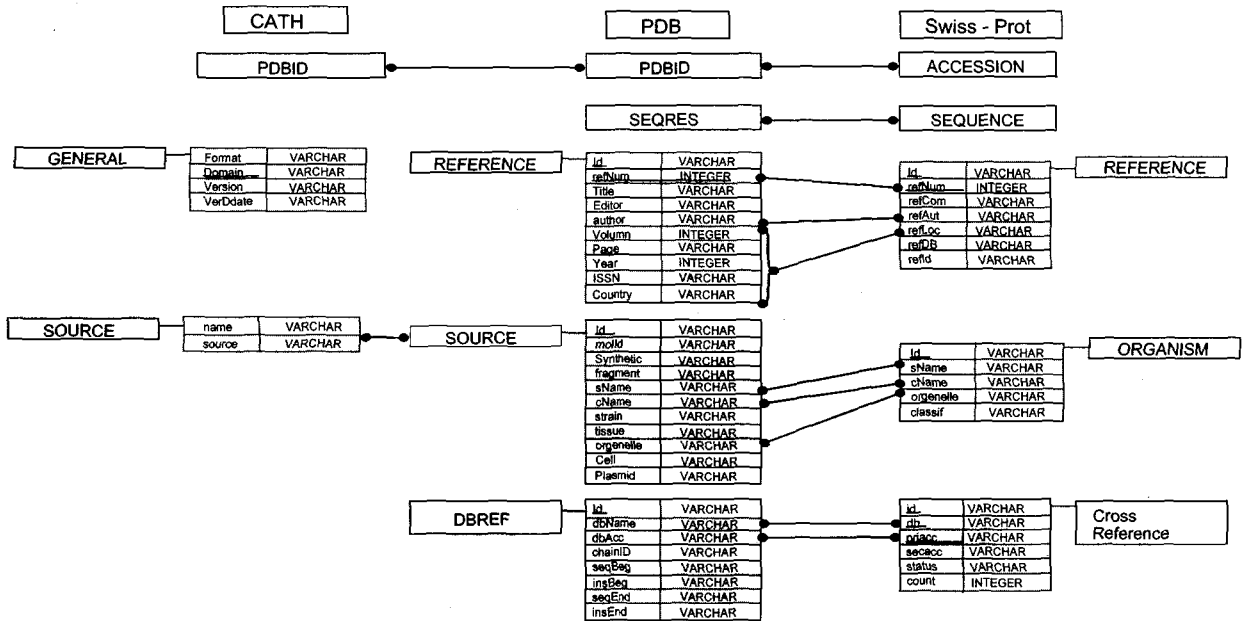 CATH
PDB
Swiss - Prot
PDBID
PDBID
ACCESSION
SEQRES
SEQUENCE
GENERAL
Format VARCHAR
Domain VARCHAR
Version VARCHAR
VerDdate VARCHAR
REFERENCE
Id VARCHAR
refNum INTEGER
Title VARCHAR
Editor VARCHAR
author VARCHAR
Volumn INTEGER
Page VARCHAR
Year INTEGER
ISSN VARCHAR
Country VARCHAR
Id VARCHAR
refNum INTEGER
refCom VARCHAR
refAut VARCHAR
refLoc VARCHAR
refDB VARCHAR
refId VARCHAR
REFERENCE
SOURCE
name VARCHAR
source VARCHAR
SOURCE
Id VARCHAR
molId VARCHAR
Synthetic VARCHAR
fragment VARCHAR
sName VARCHAR
cName VARCHAR
strain VARCHAR
tissue VARCHAR
orgenelle VARCHAR
Cell VARCHAR
Plasmid VARCHAR
Id VARCHAR
sName VARCHAR
cName VARCHAR
orgenelle VARCHAR
classif VARCHAR
ORGANISM
DBREF
Id VARCHAR
dbName VARCHAR
dbAcc VARCHAR
chainID VARCHAR
seqBeg VARCHAR
insBeg VARCHAR
seqEnd VARCHAR
insEnd VARCHAR
id VARCHAR
db VARCHAR
priacc VARCHAR
secacc VARCHAR
status VARCHAR
count INTEGER
Cross
Reference